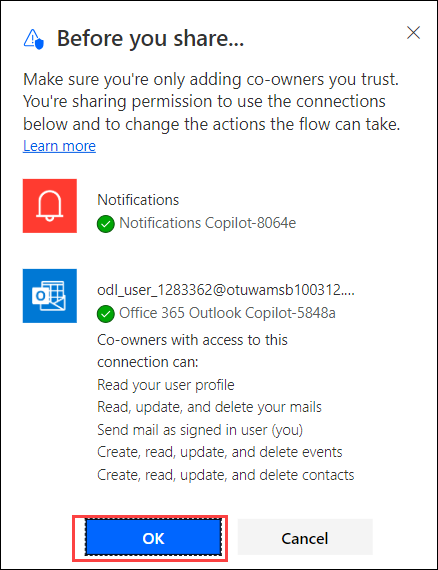 Before you share...
Make sure you're only adding co-owners you trust.
You're sharing permission to use the connections
below and to change the actions the flow can take.
Learn more
Notifications
Notifications Copilot-8064e
odl_user_1283362@otuwamsb100312....
Office 365 Outlook Copilot-5848a
Co-owners with access to this
connection can:
Read your user profile
Read, update, and delete your mails
Send mail as signed in user (you)
Create, read, update, and delete events
Create, read, update, and delete contacts
OK
Cancel